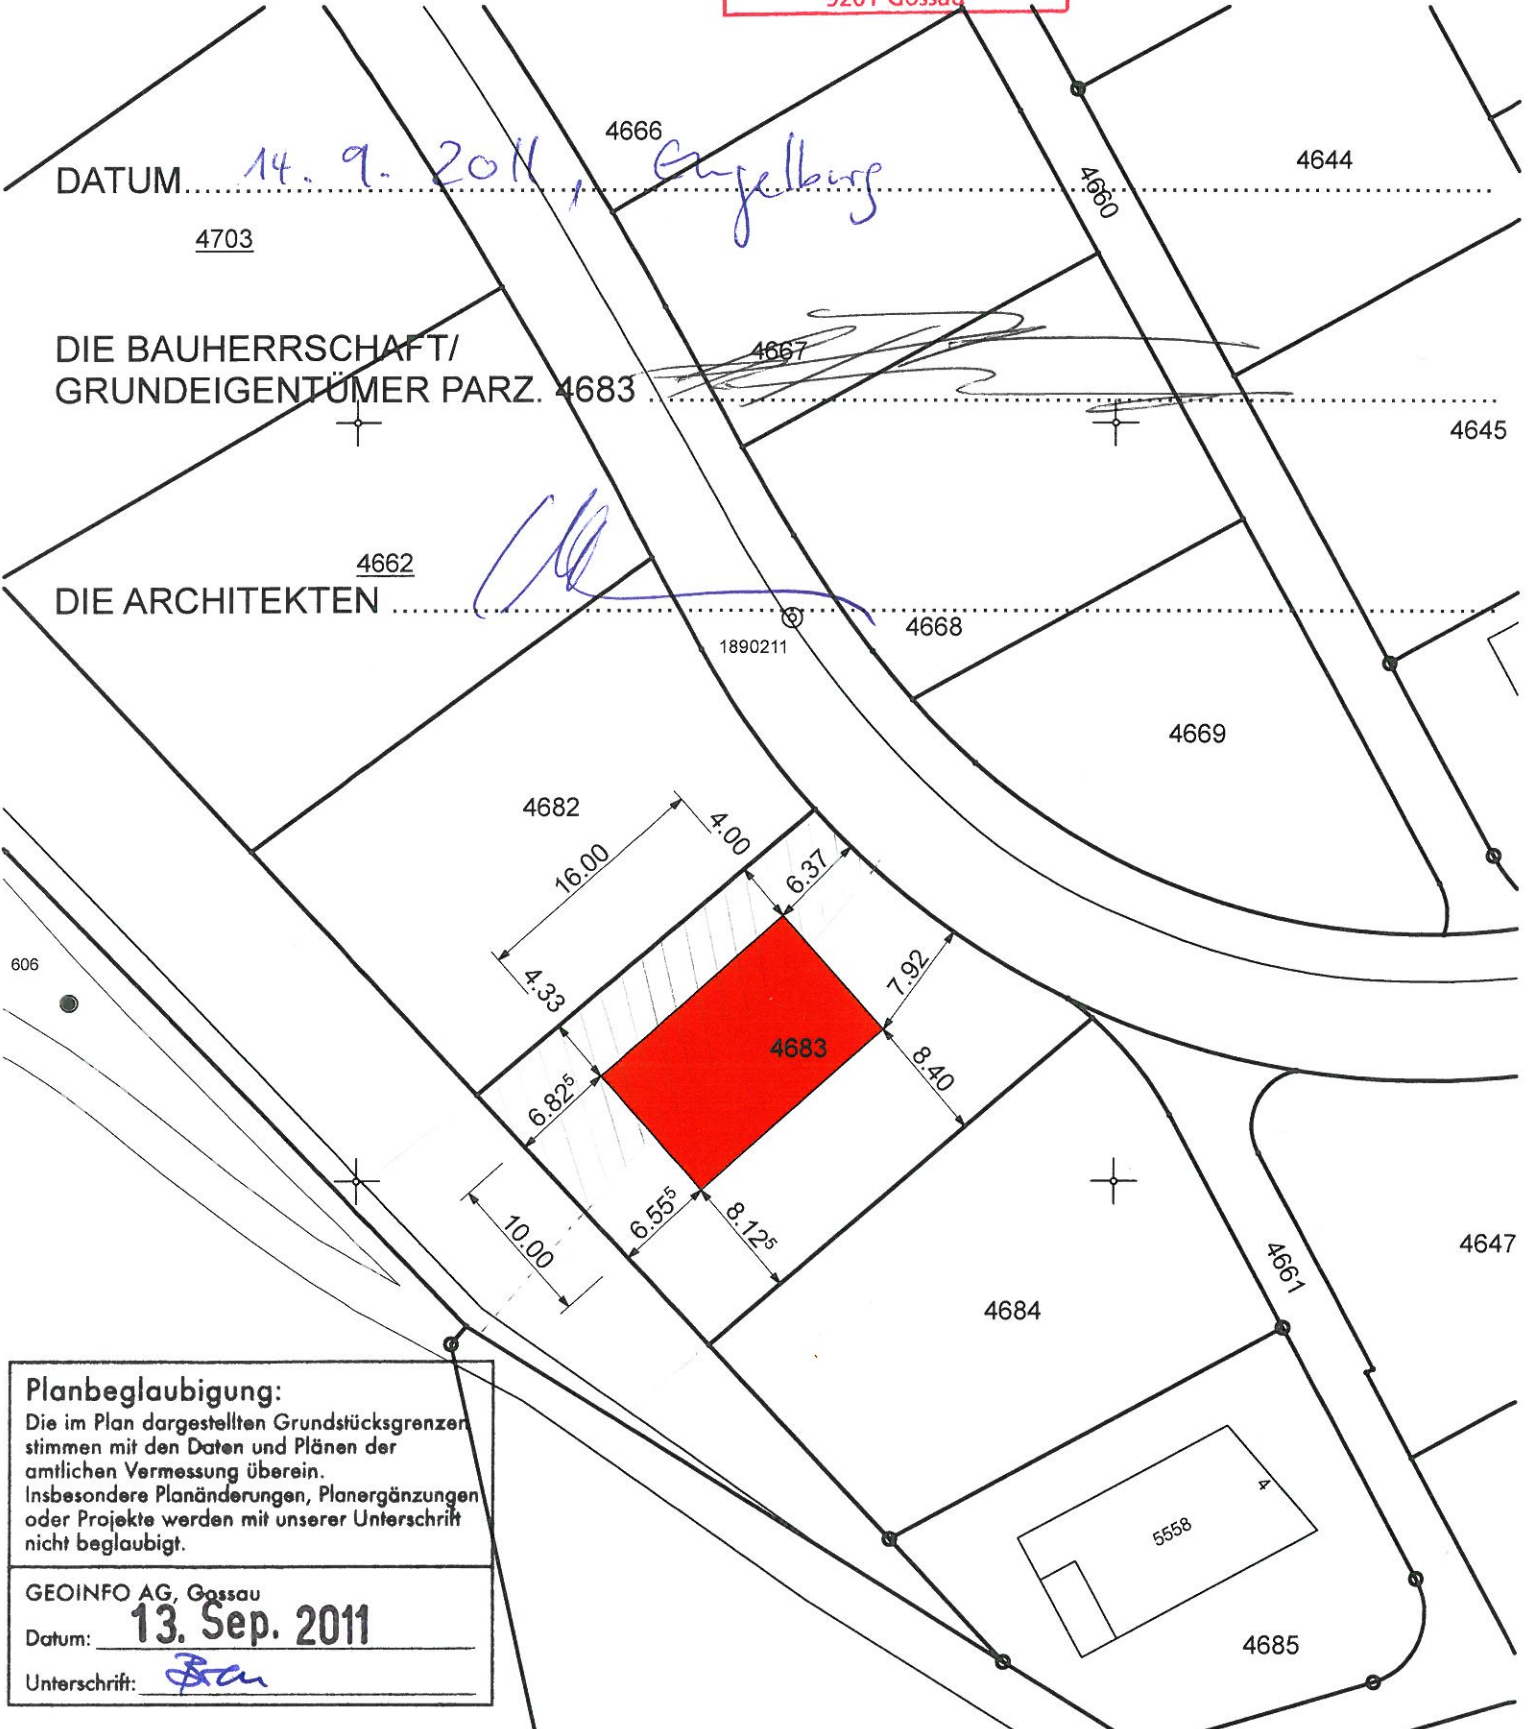 9201 Gossau
4666
4644
4660
DATUM 14. 9. 2011, Engelburg
4703
DIE BAUHERRSCHAFT/
4667
GRUNDEIGENTÜMER PARZ. 4683
4645
4662
DIE ARCHITEKTEN
4668
1890211
4669
4682
4.00
16.00
6.37
606
4.33
7.92
4683
8.40
6.82⁵
6.55⁵
8.12⁵
10.00
4661
4647
4684
Planbeglaubigung:
Die im Plan dargestellten Grundstücksgrenzen
stimmen mit den Daten und Plänen der
amtlichen Vermessung überein.
Insbesondere Planänderungen, Planergänzungen
oder Projekte werden mit unserer Unterschrift
nicht beglaubigt.
4
5558
GEOINFO AG, Gossau
Datum: 13. Sep. 2011
4685
Unterschrift: